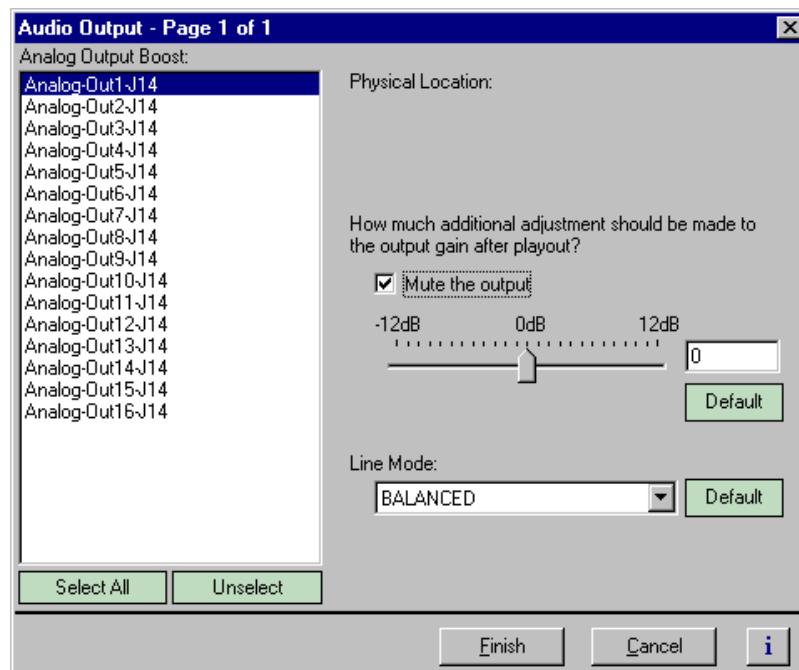 Audio Output - Page 1 of 1
Analog Output Boost:
Analog-Out1-J14
Analog-Out2-J14
Analog-Out3-J14
Analog-Out4-J14
Analog-Out5-J14
Analog-Out6-J14
Analog-Out7-J14
Analog-Out8-J14
Analog-Out9-J14
Analog-Out10-J14
Analog-Out11-J14
Analog-Out12-J14
Analog-Out13-J14
Analog-Out14-J14
Analog-Out15-J14
Analog-Out16-J14
Select All
Unselect
Physical Location:
How much additional adjustment should be made to
the output gain after playout?
Mute the output
-12dB 0dB 12dB
0
Default
Line Mode:
BALANCED
Default
Finish
Cancel
i